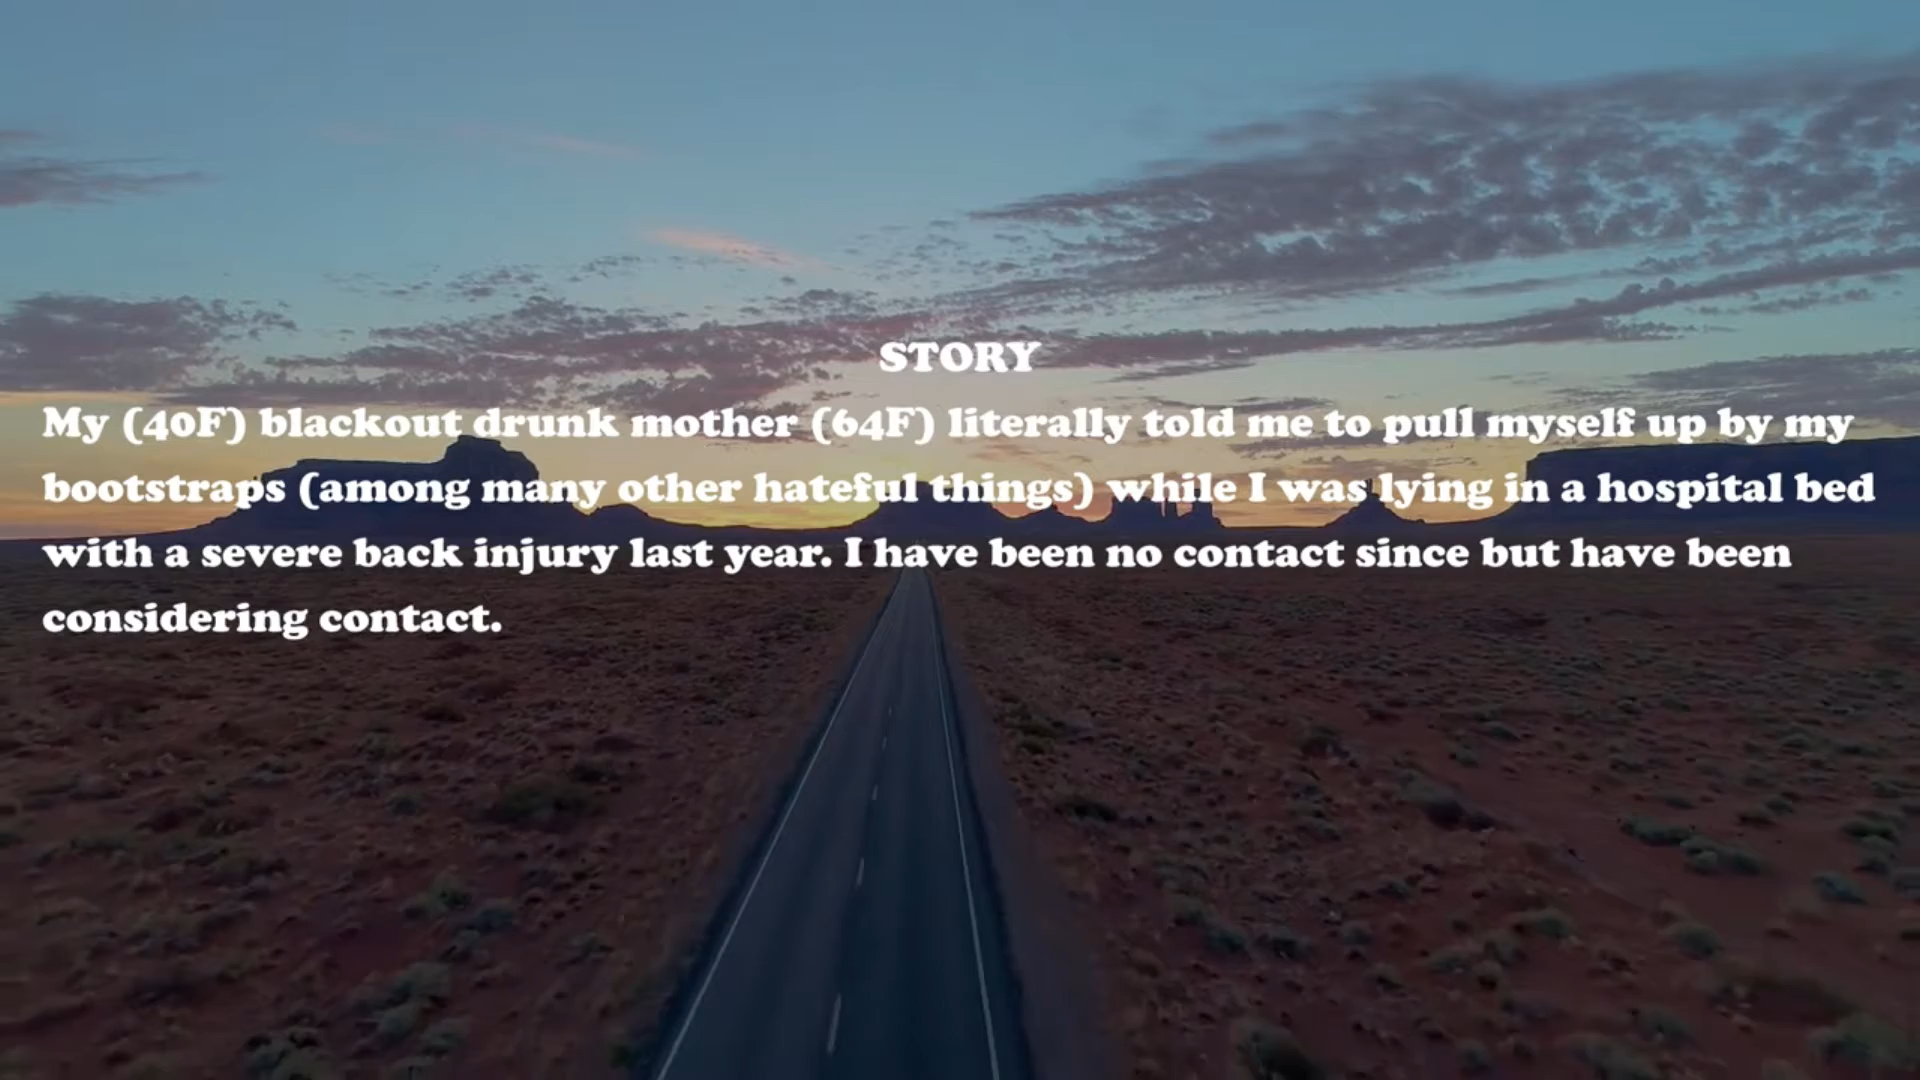 STORY
My (40F) blackout drunk mother (64F) literally told me to pull myself up by my
bootstraps (among many other hateful things) while I was lying in a hospital bed
with a severe back injury last year. I have been no contact since but have been
considering contact.